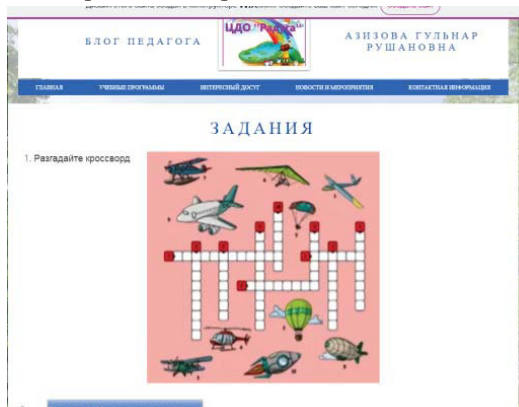 БЛОГ ПЕДАГОГА
ЦДО "Радуга"
АЗИЗОВА ГУЛЬНАР
РУШАНОВНА
ГЛАВНАЯ УЧЕБНЫЕ ПРОГРАММЫ ИНТЕРЕСНЫЙ ДОСУГ НОВОСТИ И МЕРОПРИЯТИЯ КОНТАКТНАЯ ИНФОРМАЦИЯ
ЗАДАНИЯ
1. Разгадайте кроссворд